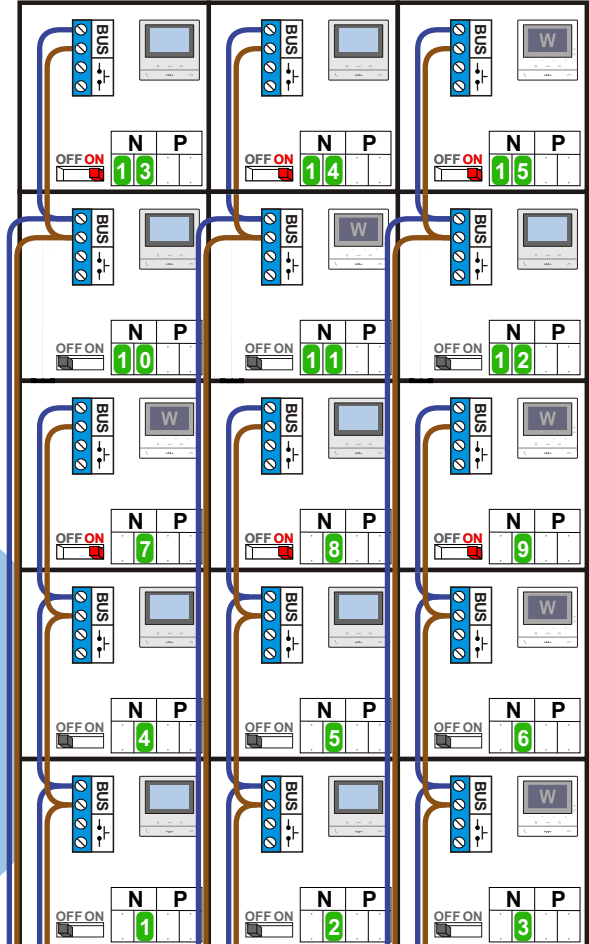 BUS BUS BUS W
N P N P N P
OFF ON 13 OFF ON 14 OFF ON 15
BUS BUS W BUS
N P N P N P
OFF ON 10 OFF ON 11 OFF ON 12
BUS W BUS BUS W
N P N P N P
OFF ON 7 OFF ON 8 OFF ON 9
BUS BUS BUS W
N P N P N P
OFF ON 4 OFF ON 5 OFF ON 6
BUS BUS BUS W
N P N P N P
OFF ON 1 OFF ON 2 OFF ON 3